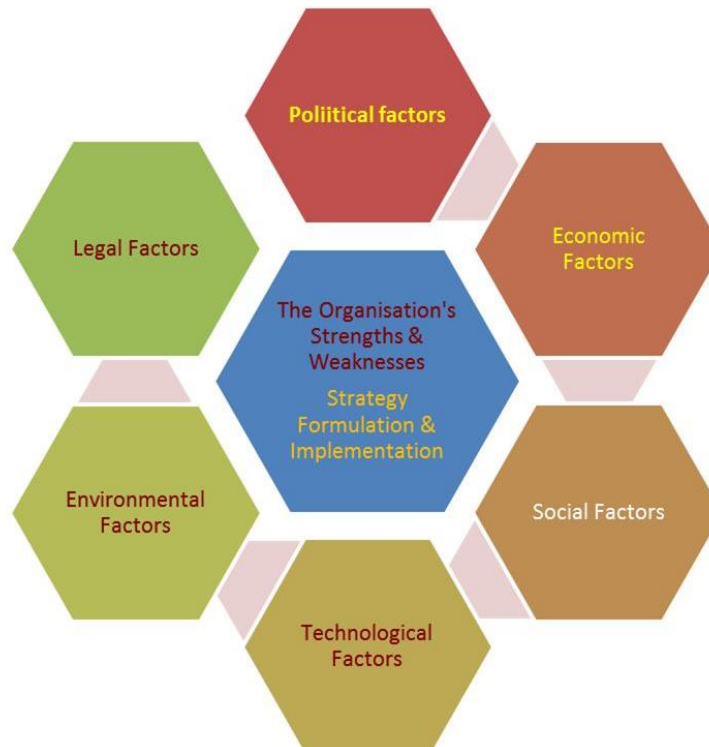 Poliitical factors
Economic
Factors
Social Factors
Technological
Factors
Environmental
Factors
Legal Factors
The Organisation's
Strengths &
Weaknesses
Strategy
Formulation &
Implementation